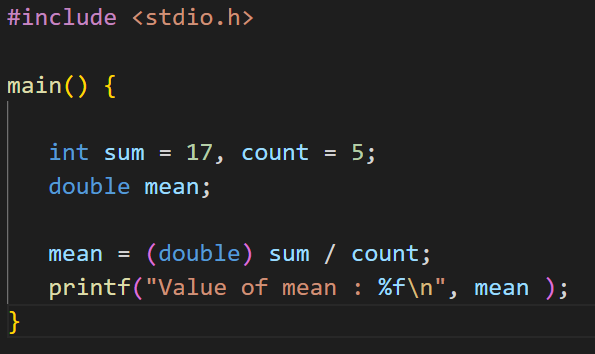 #include <stdio.h>
main() {
int sum = 17, count = 5;
double mean;
mean = (double) sum / count;
printf("Value of mean : %f\n", mean );
}